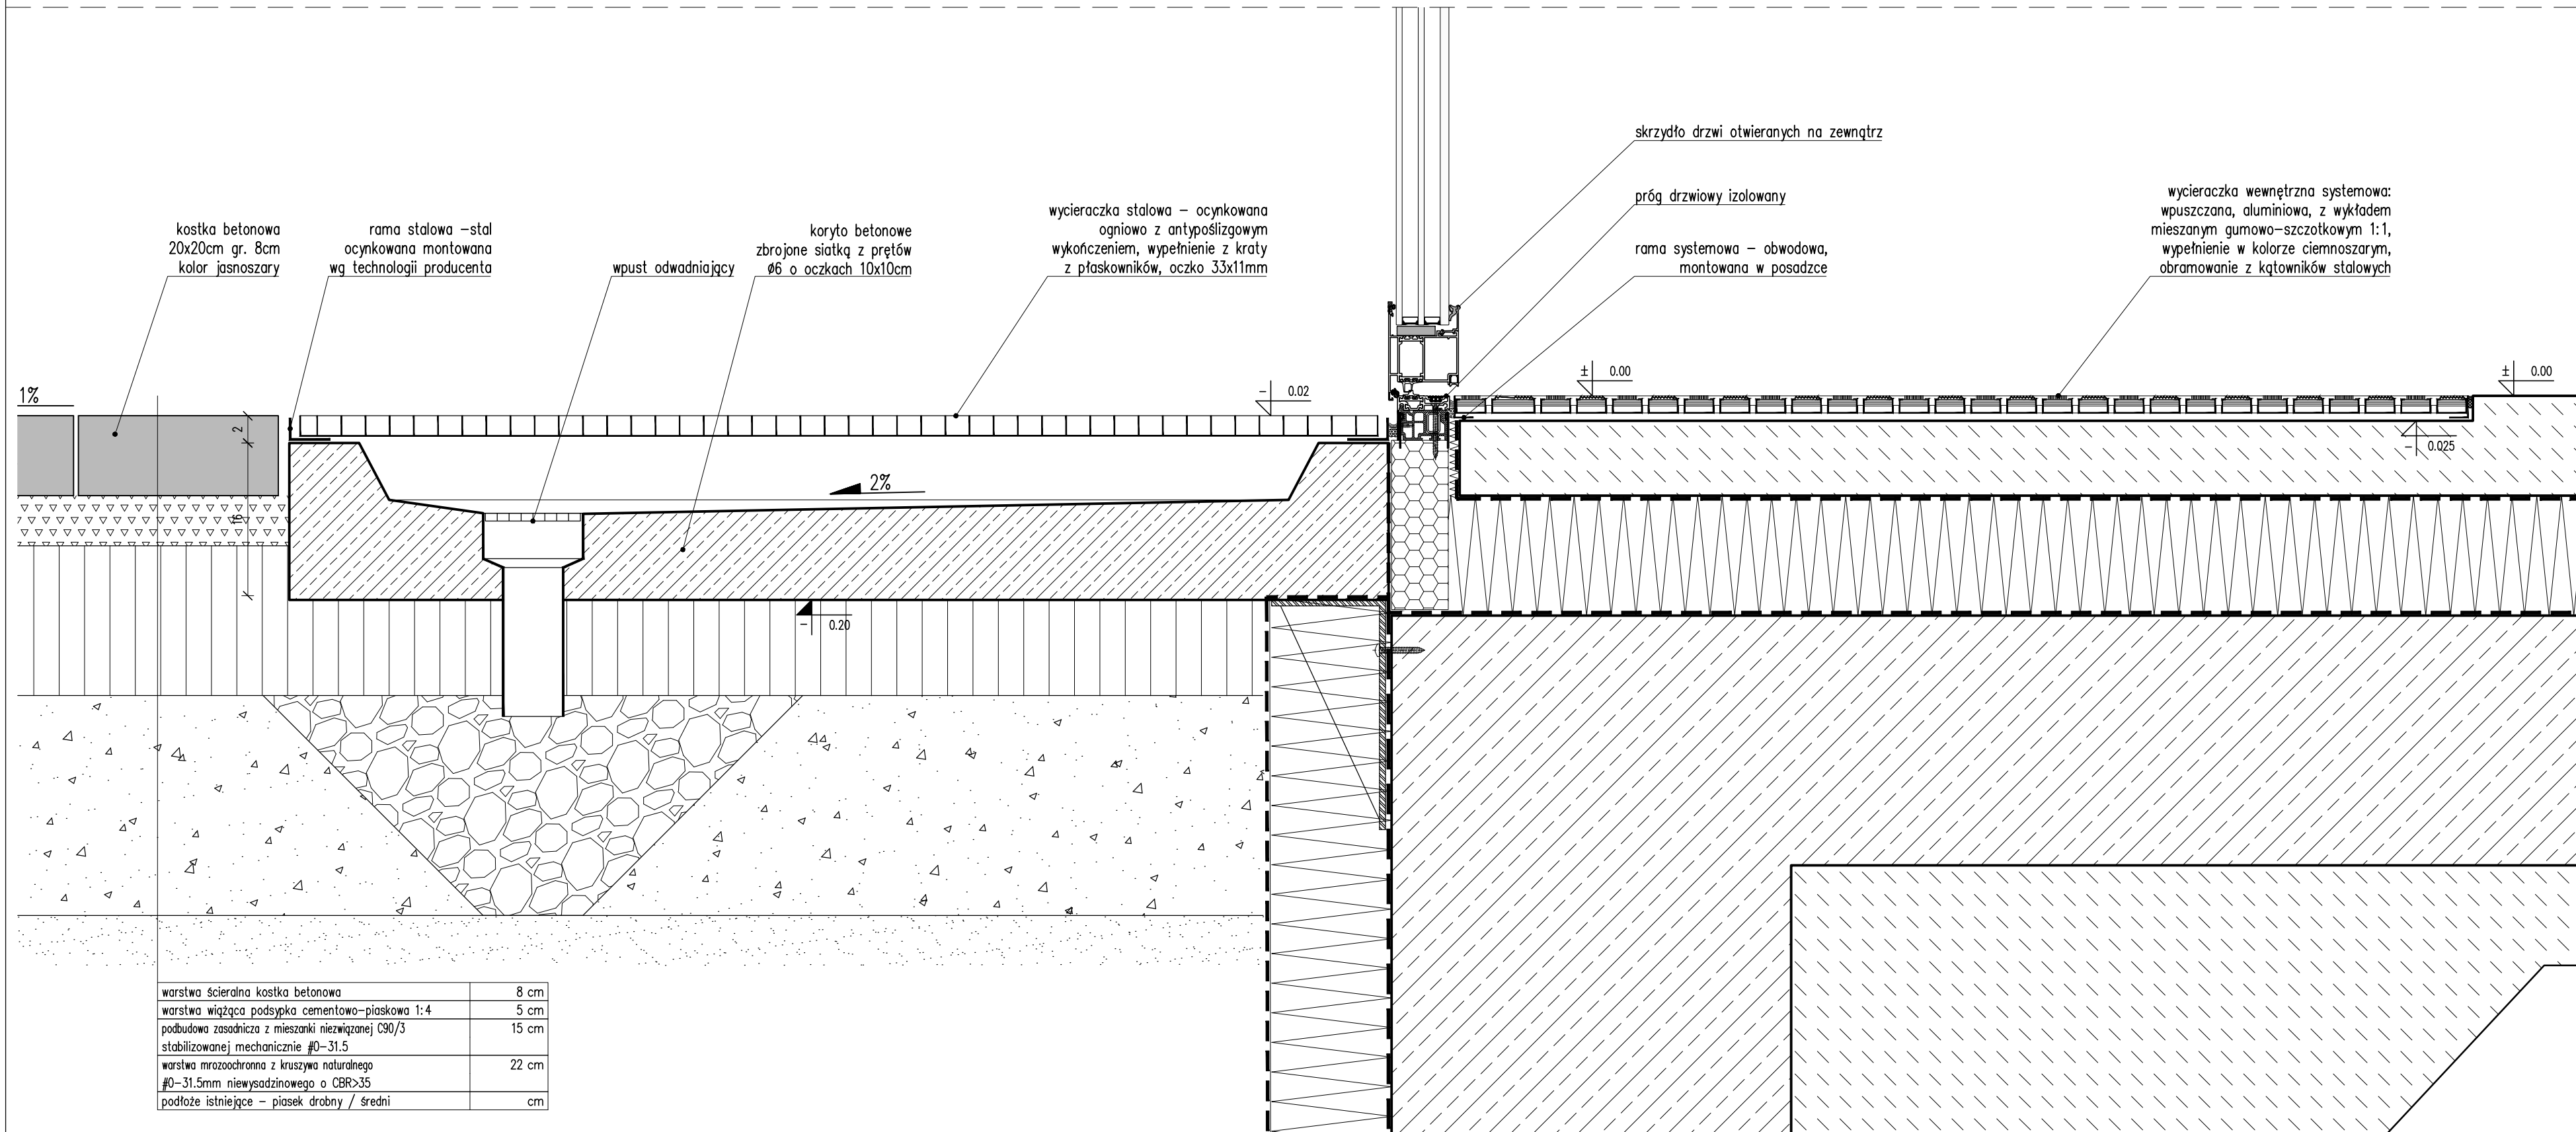 skrzydło drzwi otwieranych na zewnątrz
próg drzwiowy izolowany
rama systemowa – obwodowa,
montowana w posadzce
wycieraczka wewnętrzna systemowa:
wpuszczana, aluminiowa, z wykładem
mieszanym gumowo–szczotkowym 1:1,
wypełnienie w kolorze ciemnoszarym,
obramowanie z kątowników stalowych
kostka betonowa
20x20cm gr. 8cm
kolor jasnoszary
rama stalowa –stal
ocynkowana montowana
wg technologii producenta
wpust odwadniający
koryto betonowe
zbrojone siatką z prętów
ø6 o oczkach 10x10cm
wycieraczka stalowa – ocynkowana
ogniowo z antypoślizgowym
wykończeniem, wypełnienie z kraty
z płaskowników, oczko 33x11mm
1%
– 0.02
± 0.00
± 0.00
2
– 0.025
2%
16
– 0.20
warstwa ścieralna kostka betonowa 8 cm
warstwa wiążąca podsypka cementowo–piaskowa 1:4 5 cm
podbudowa zasadnicza z mieszanki niezwiązanej C90/3 15 cm
stabilizowanej mechanicznie #0–31.5
warstwa mrozoochronna z kruszywa naturalnego 22 cm
#0–31.5mm niewysadzinowego o CBR>35
podłoże istniejące – piasek drobny / średni cm